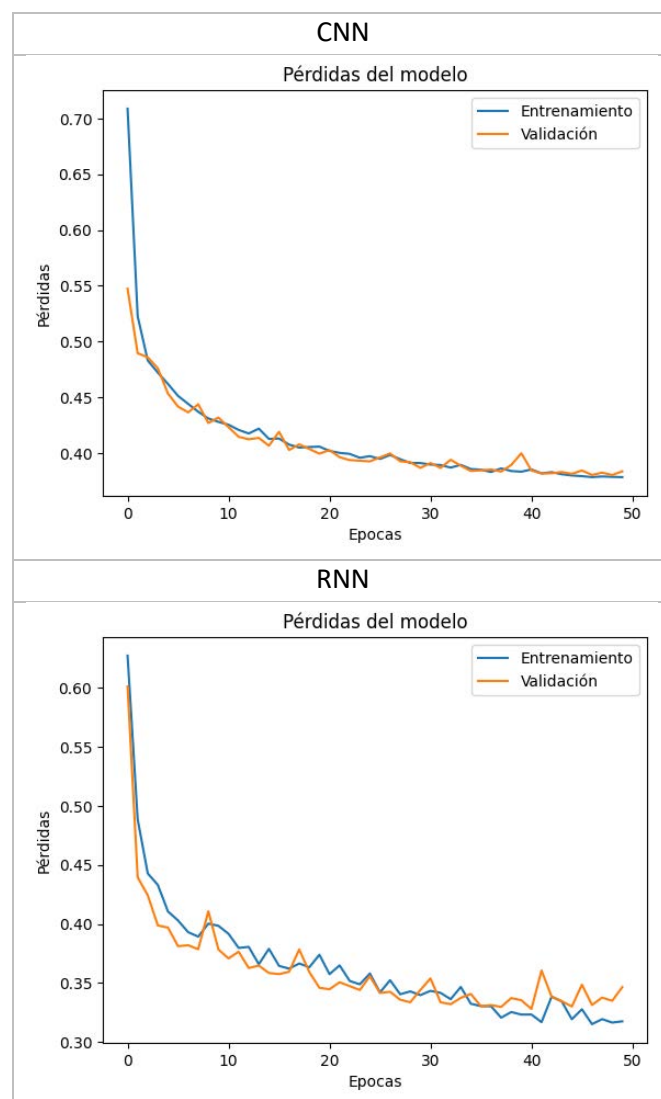 CNN
Pérdidas del modelo
Entrenamiento
Validación
0.70
0.65
0.60
0.55
0.50
0.45
0.40
Pérdidas
0 10 20 30 40 50
Epocas
RNN
Pérdidas del modelo
Entrenamiento
Validación
0.60
0.55
0.50
0.45
0.40
0.35
0.30
Pérdidas
0 10 20 30 40 50
Epocas